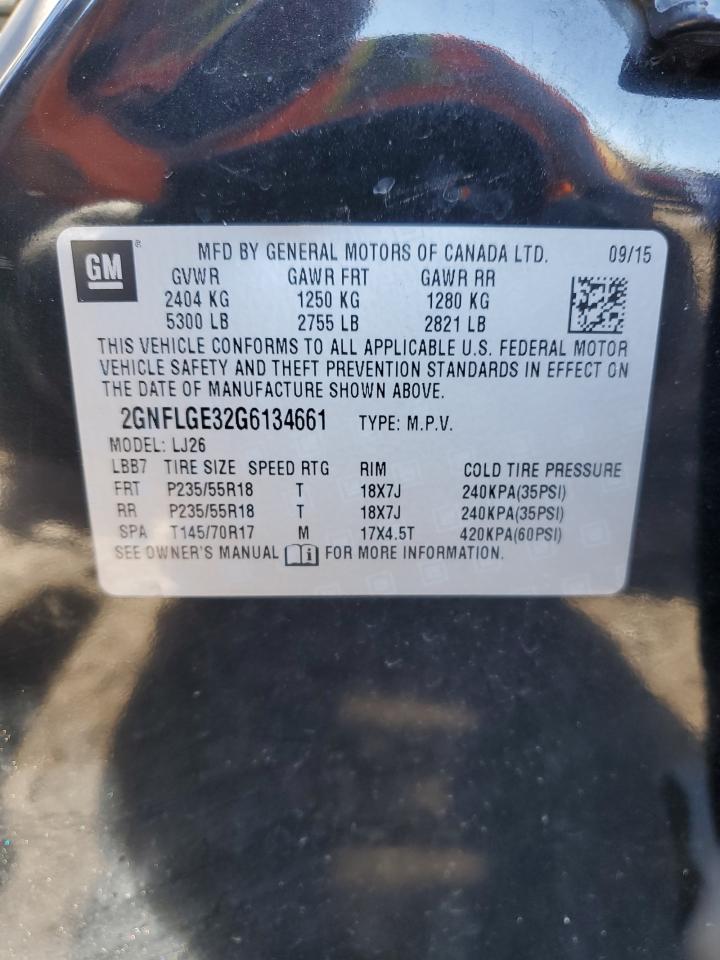 GM ®
MFD BY GENERAL MOTORS OF CANADA LTD. 09/15
GVWR GAWR FRT GAWR RR
2404 KG 1250 KG 1280 KG
5300 LB 2755 LB 2821 LB
THIS VEHICLE CONFORMS TO ALL APPLICABLE U.S. FEDERAL MOTOR
VEHICLE SAFETY AND THEFT PREVENTION STANDARDS IN EFFECT ON
THE DATE OF MANUFACTURE SHOWN ABOVE.
2GNFLGE32G6134661 TYPE: M.P.V.
MODEL: LJ26
LBB7 TIRE SIZE SPEED RTG RIM COLD TIRE PRESSURE
FRT P235/55R18 T 18X7J 240KPA(35PSI)
RR P235/55R18 T 18X7J 240KPA(35PSI)
SPA T145/70R17 M 17X4.5T 420KPA(60PSI)
SEE OWNER'S MANUAL i FOR MORE INFORMATION.